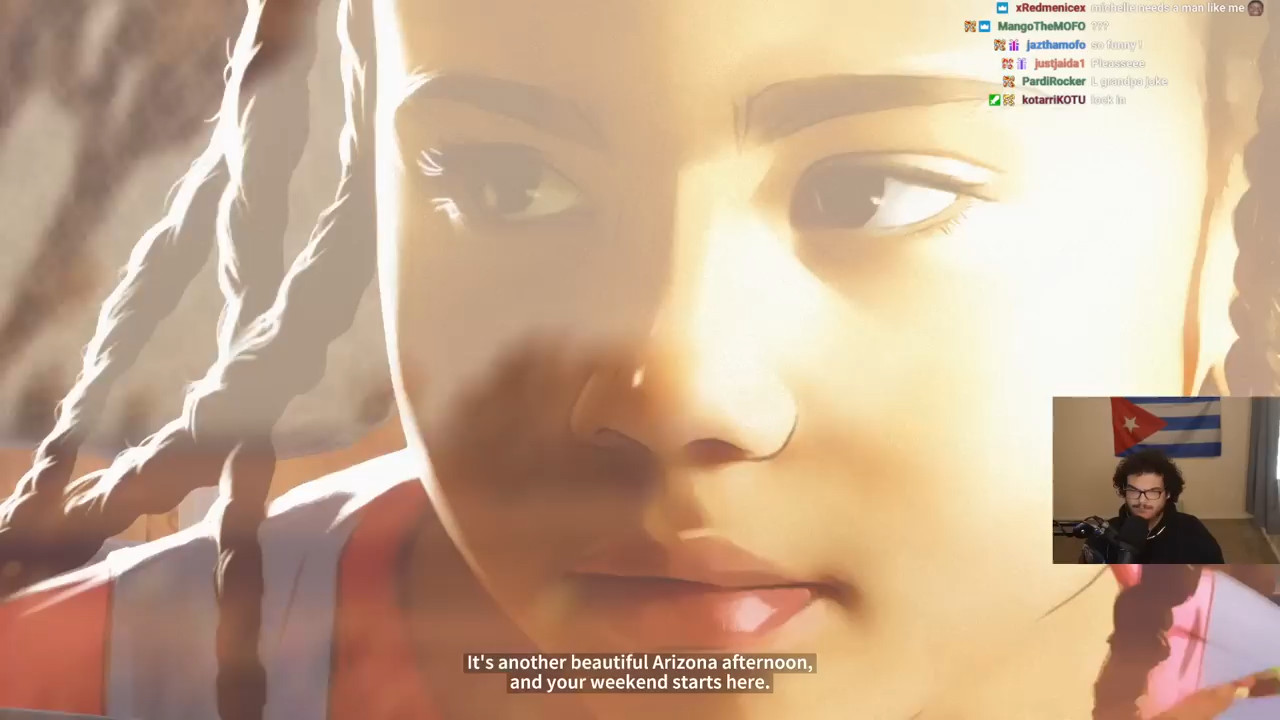 xRedmenicex michelle needs a man like me
MangoTheMOFO ???
jazthamofo so funny !
justjaida1 Pleasseee
PardiRocker L grandpa joke
kotarriKOTU lock in
It's another beautiful Arizona afternoon,
and your weekend starts here.